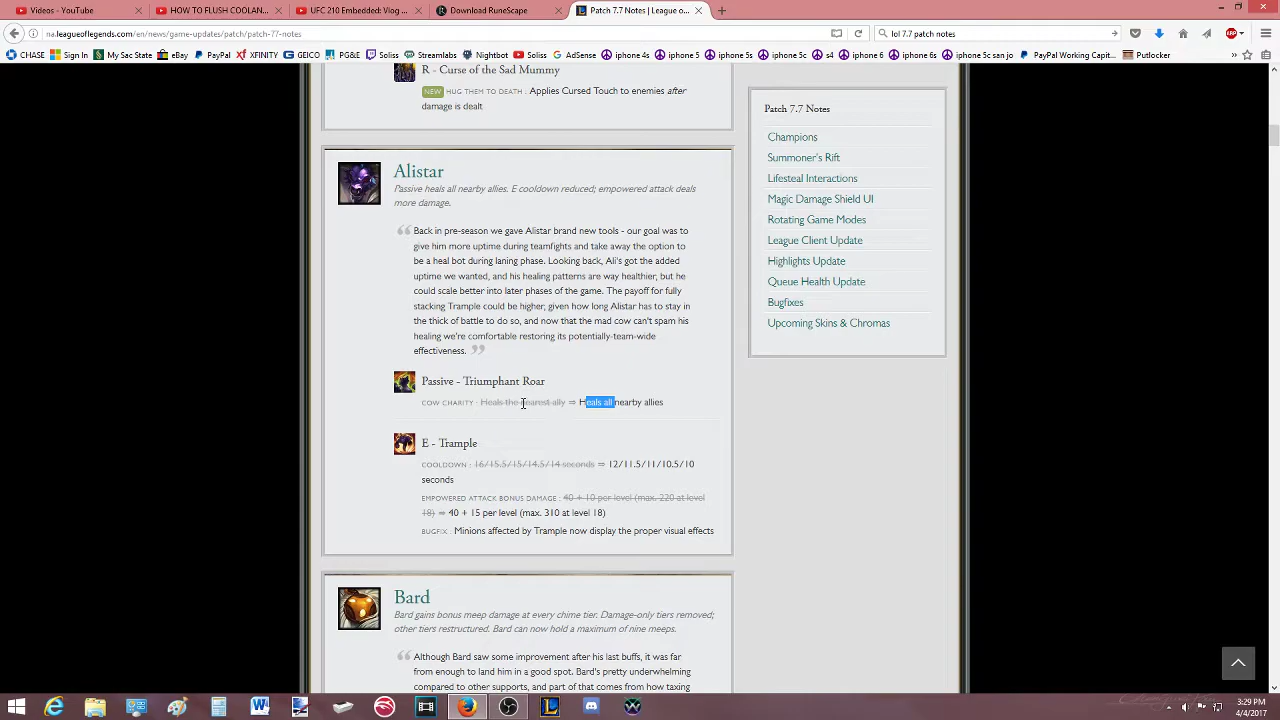 Videos - YouTube
HOW TO FLUSH COOLAN...
UFC 210 Embedded: Vlog ...
Download RuneScape
Patch 7.7 Notes | League o...
na.leagueoflegends.com/en/news/game-updates/patch/patch-77-notes
lol 7.7 patch notes
CHASE
Sign In
My Sac State
eBay
PayPal
XFINITY
GEICO
PG&E
Soliss
Streamlabs
Nightbot
Soliss
AdSense
iphone 4s
iphone 5
iphone 5s
iphone 5c
s4
iphone 6
iphone 6s
iphone 5c san jo
PayPal Working Capit...
Putlocker
R - Curse of the Sad Mummy
NEW HUG THEM TO DEATH : Applies Cursed Touch to enemies after
damage is dealt
Alistar
Passive heals all nearby allies. E cooldown reduced; empowered attack deals
more damage.
Back in pre-season we gave Alistar brand new tools - our goal was to
give him more uptime during teamfights and take away the option to
be a heal bot during laning phase. Looking back, Ali's got the added
uptime we wanted, and his healing patterns are way healthier, but he
could scale better into later phases of the game. The payoff for fully
stacking Trample could be higher, given how long Alistar has to stay in
the thick of battle to do so, and now that the mad cow can't spam his
healing we're comfortable restoring its potentially-team-wide
effectiveness.
Passive - Triumphant Roar
COW CHARITY : Heals the nearest ally ⇒ Heals all nearby allies
E - Trample
COOLDOWN : 16/15.5/15/14.5/14 seconds ⇒ 12/11.5/11/10.5/10
seconds
EMPOWERED ATTACK BONUS DAMAGE : 40 + 10 per level (max. 220 at level
18) ⇒ 40 + 15 per level (max. 310 at level 18)
BUGFIX : Minions affected by Trample now display the proper visual effects
Bard
Bard gains bonus meep damage at every chime tier. Damage-only tiers removed;
other tiers restructured. Bard can now hold a maximum of nine meeps.
Although Bard saw some improvement after his last buffs, it was far
from enough to land him in a good spot. Bard's pretty underwhelming
compared to other supports, and part of that comes from how taxing
Patch 7.7 Notes
Champions
Summoner's Rift
Lifesteal Interactions
Magic Damage Shield UI
Rotating Game Modes
League Client Update
Highlights Update
Queue Health Update
Bugfixes
Upcoming Skins & Chromas
3:29 PM
4/4/2017